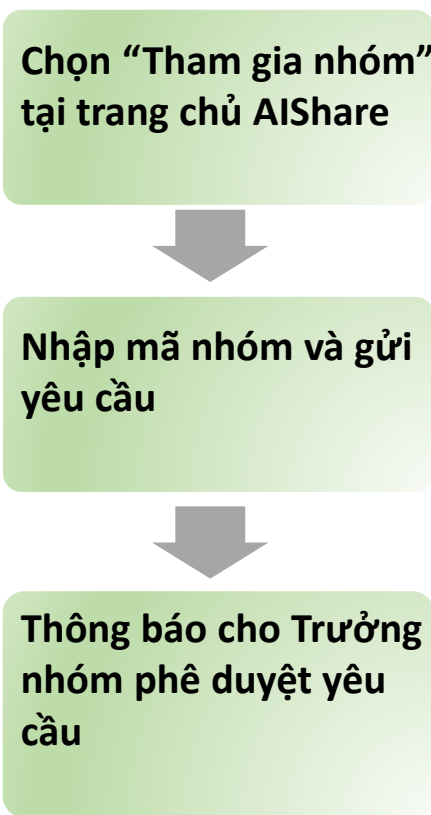 Chọn “Tham gia nhóm”
tại trang chủ AIShare
Nhập mã nhóm và gửi
yêu cầu
Thông báo cho Trưởng
nhóm phê duyệt yêu
cầu